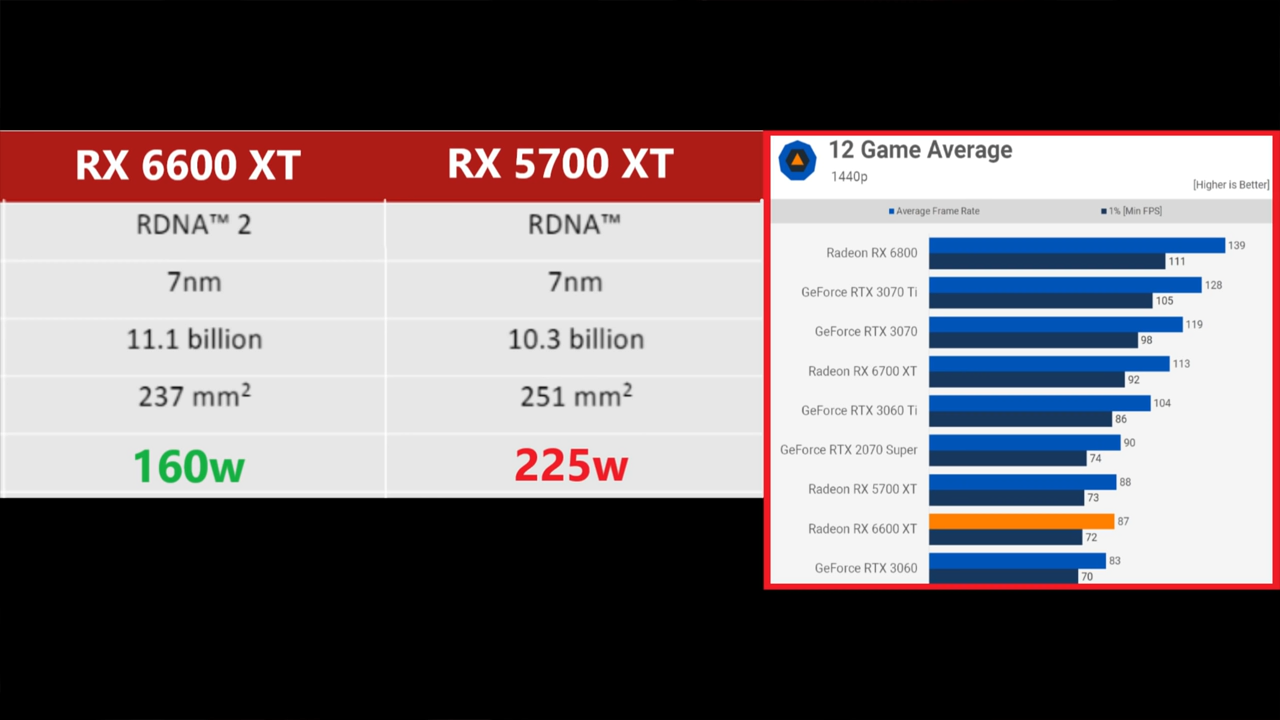 RX 6600 XT RX 5700 XT
RDNA™ 2 RDNA™
7nm 7nm
11.1 billion 10.3 billion
237 mm² 251 mm²
160w 225w
12 Game Average
1440p
[Higher is Better]
Average Frame Rate 1% [Min FPS]
Radeon RX 6800 139
111
GeForce RTX 3070 Ti 128
105
GeForce RTX 3070 119
98
Radeon RX 6700 XT 113
92
GeForce RTX 3060 Ti 104
86
GeForce RTX 2070 Super 90
74
Radeon RX 5700 XT 88
73
Radeon RX 6600 XT 87
72
GeForce RTX 3060 83
70